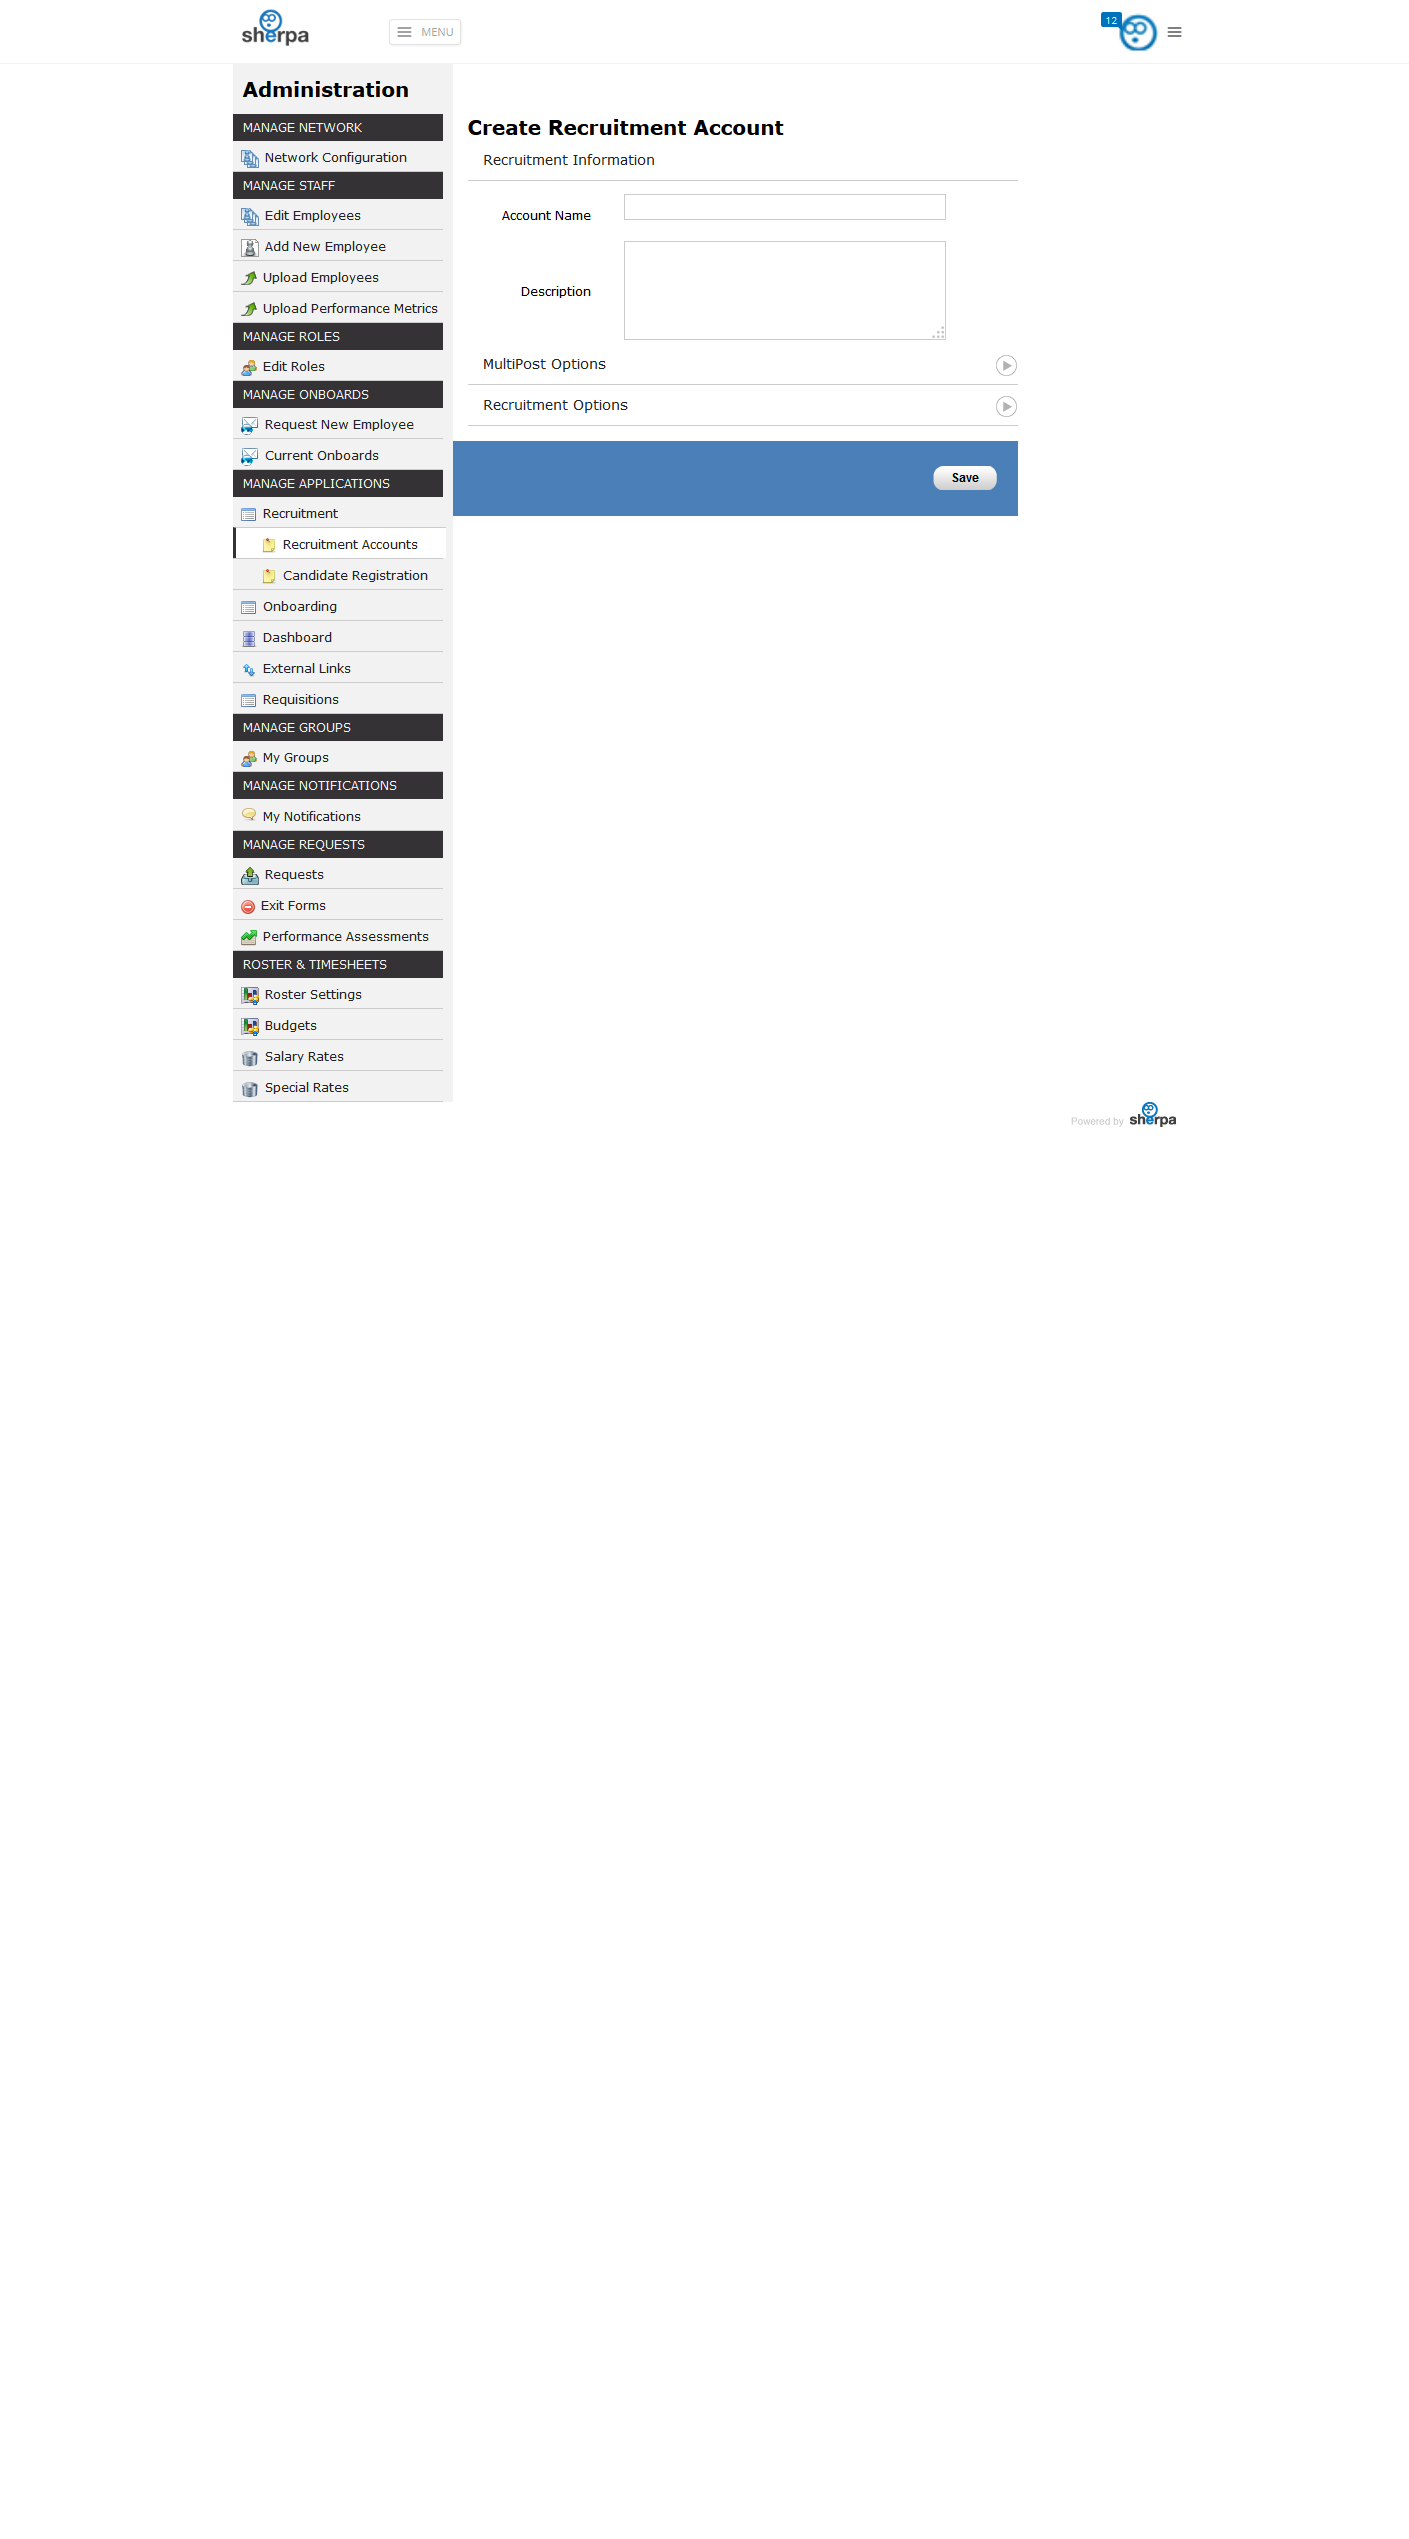 sherpa
MENU
12
Administration
MANAGE NETWORK
Network Configuration
MANAGE STAFF
Edit Employees
Add New Employee
Upload Employees
Upload Performance Metrics
MANAGE ROLES
Edit Roles
MANAGE ONBOARDS
Request New Employee
Current Onboards
MANAGE APPLICATIONS
Recruitment
Recruitment Accounts
Candidate Registration
Onboarding
Dashboard
External Links
Requisitions
MANAGE GROUPS
My Groups
MANAGE NOTIFICATIONS
My Notifications
MANAGE REQUESTS
Requests
Exit Forms
Performance Assessments
ROSTER & TIMESHEETS
Roster Settings
Budgets
Salary Rates
Special Rates
Create Recruitment Account
Recruitment Information
Account Name
Description
MultiPost Options
Recruitment Options
Save
Powered by sherpa